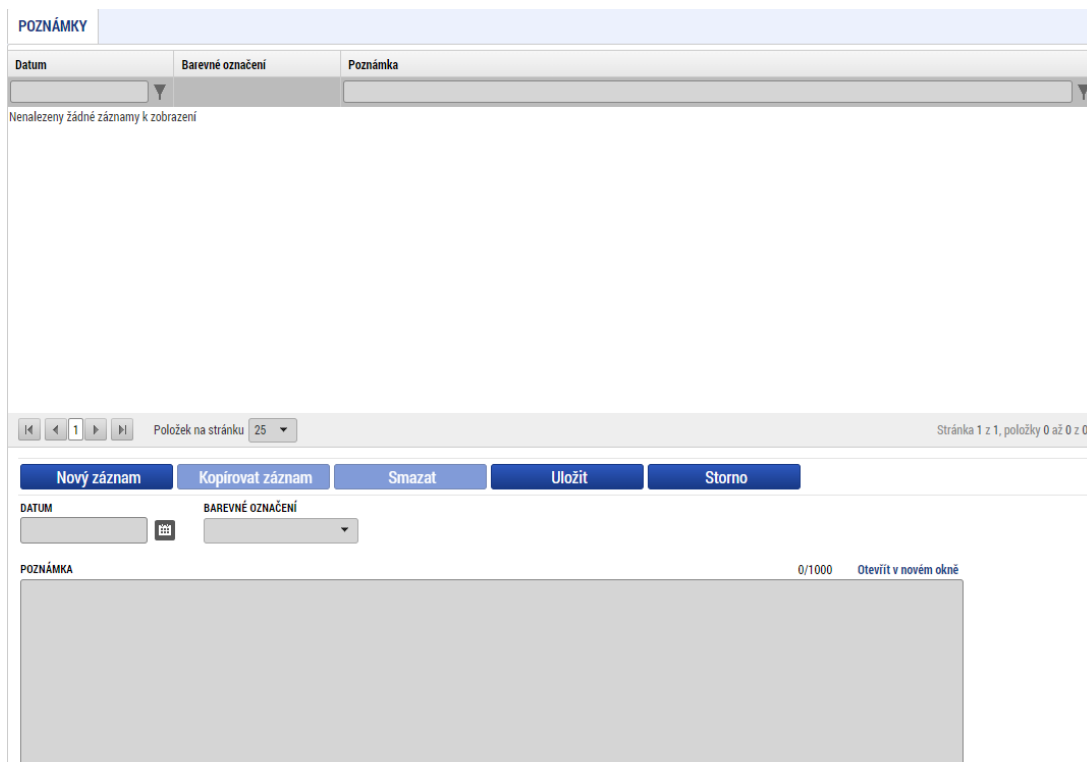 POZNÁMKY
Datum Barevné označení Poznámka
Nenalezeny žádné záznamy k zobrazení
1 Položek na stránku 25 Stránka 1 z 1, položky 0 až 0 z 0
Nový záznam Kopírovat záznam Smazat Uložit Storno
DATUM BAREVNÉ OZNAČENÍ
POZNÁMKA 0/1000 Otevřít v novém okně